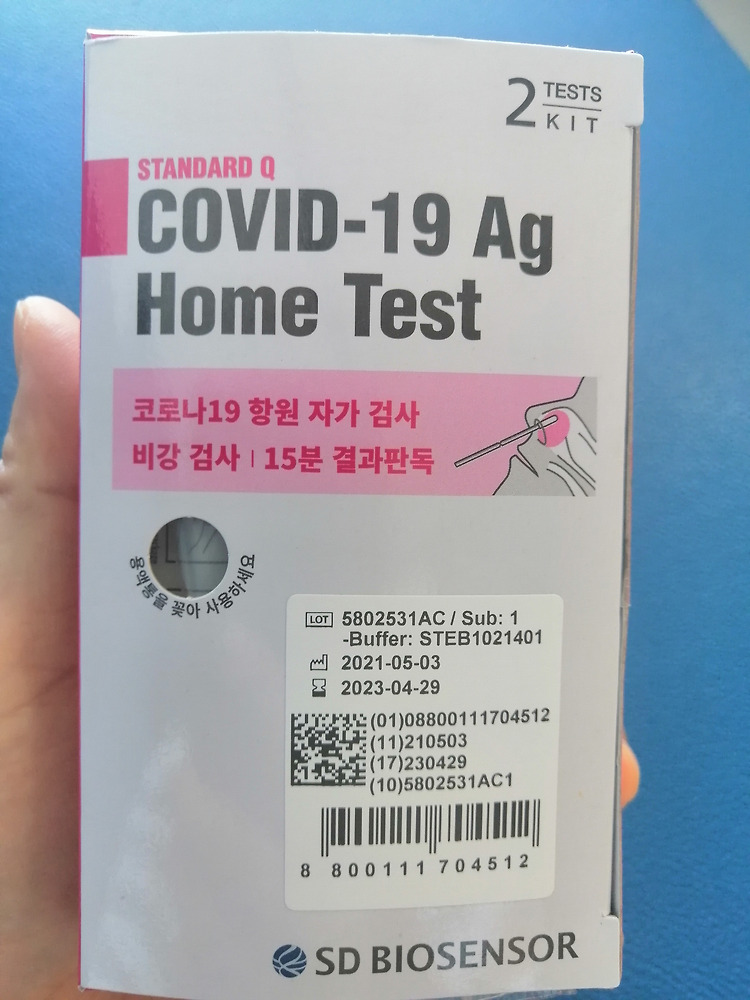 2 TESTS
KIT
STANDARD Q
COVID-19 Ag
Home Test
코로나19 항원 자가 검사
비강 검사 | 15분 결과판독
용액통을 꽂아 사용하세요
LOT 5802531AC / Sub: 1
-Buffer: STEB1021401
2021-05-03
2023-04-29
(01)08800111704512
(11)210503
(17)230429
(10)5802531AC1
8 800111 704512
SD BIOSENSOR